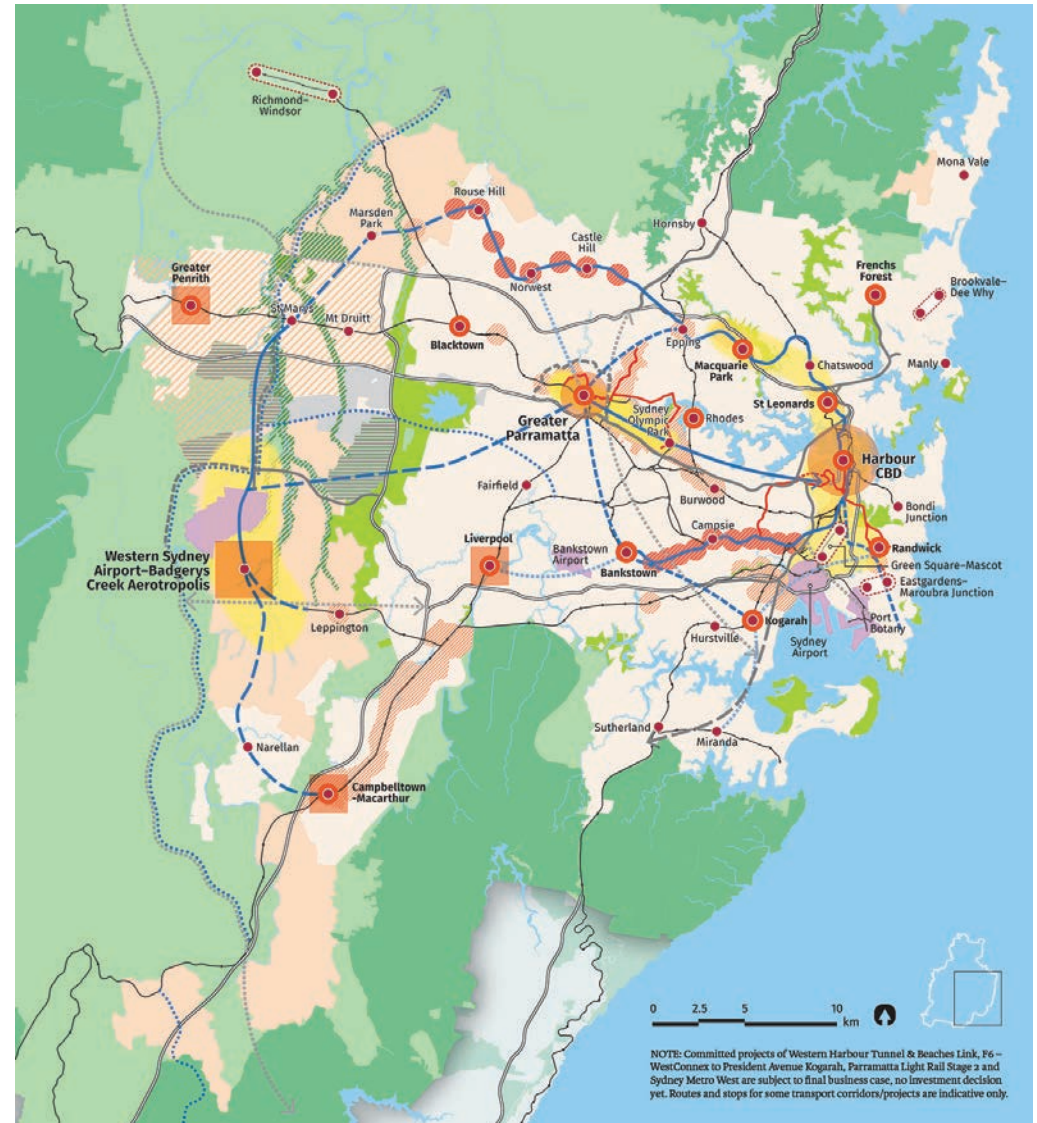 Richmond–
Windsor
Mona Vale
Rouse Hill
Marsden
Park
Hornsby
Castle
Hill
Greater
Penrith
Norwest
Frenchs
Forest
Brookvale–
Dee Why
St Marys
Mt Druitt
Blacktown
Epping
Macquarie
Park
Chatswood
Manly
St Leonards
Greater
Parramatta
Sydney
Olympic
Park
Rhodes
Harbour
CBD
Fairfield
Burwood
Bondi
Junction
Campsie
Liverpool
Western Sydney
Airport–Badgerys
Creek Aerotropolis
Bankstown
Airport
Bankstown
Randwick
Green Square–Mascot
Eastgardens–
Maroubra Junction
Leppington
Kogarah
Hurstville
Port
Botany
Sydney
Airport
Sutherland
Miranda
Narellan
Campbelltown
–Macarthur
0 2.5 5 10
km
NOTE: Committed projects of Western Harbour Tunnel & Beaches Link, F6 –
WestConnex to President Avenue Kogarah, Parramatta Light Rail Stage 2 and
Sydney Metro West are subject to final business case, no investment decision
yet. Routes and stops for some transport corridors/projects are indicative only.